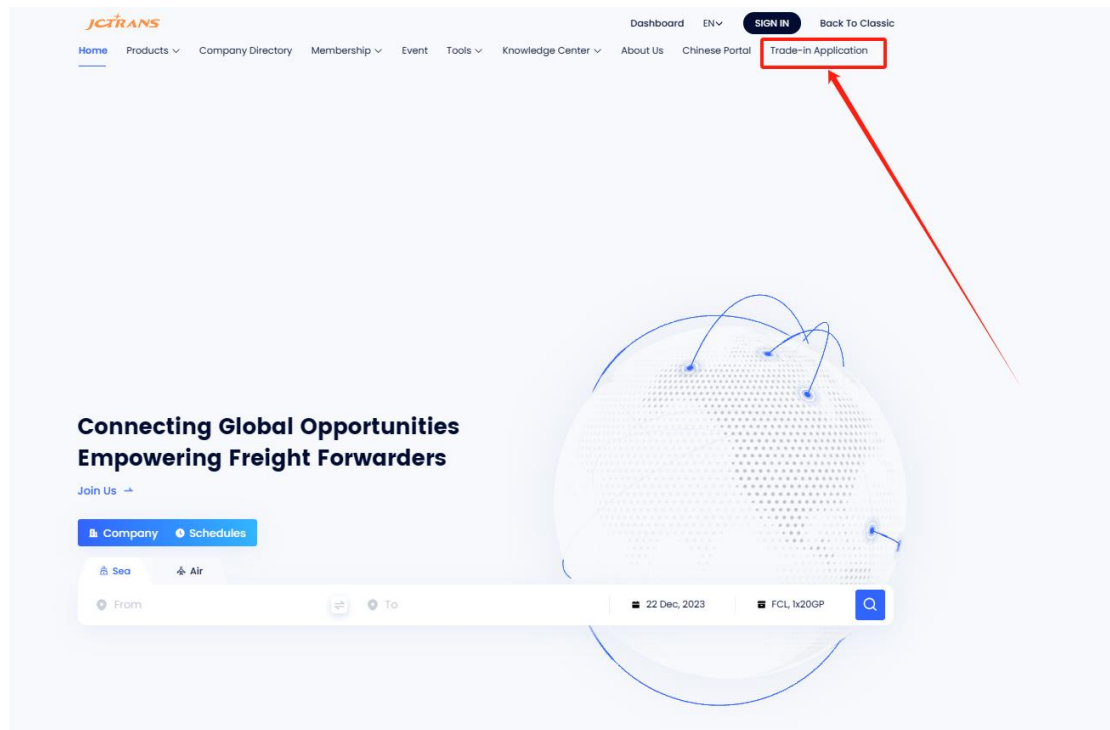 JCTRANS
Dashboard EN SIGN IN Back To Classic
Home Products Company Directory Membership Event Tools Knowledge Center About Us Chinese Portal Trade-in Application
Connecting Global Opportunities
Empowering Freight Forwarders
Join Us
Company Schedules
Sea Air
From To 22 Dec, 2023 FCL, 1x20GP